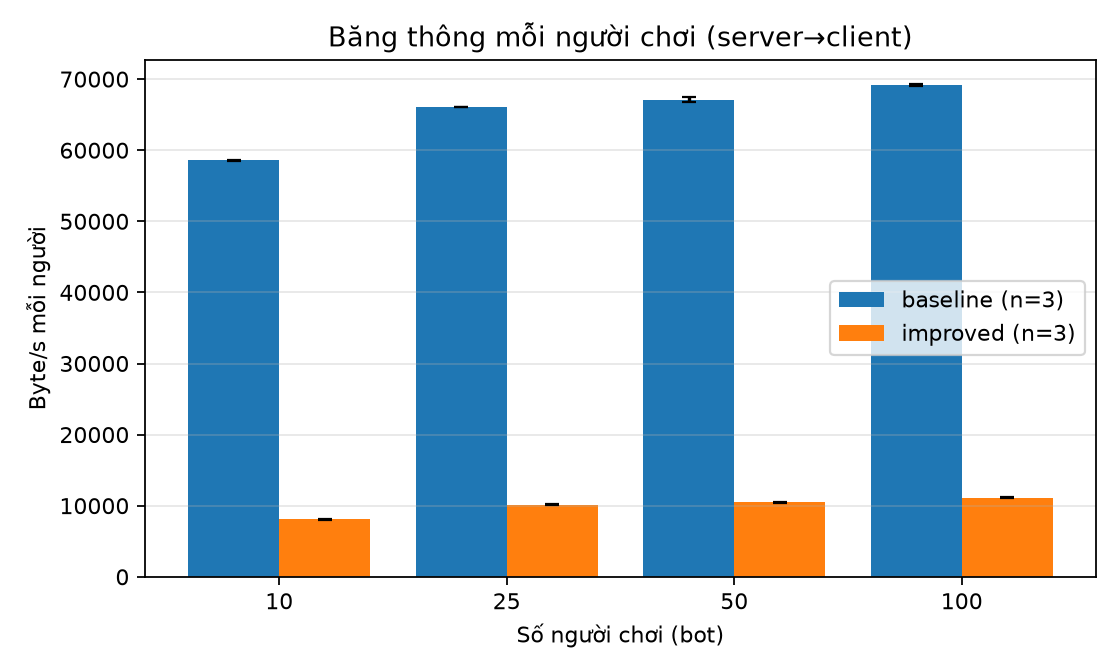 Băng thông mỗi người chơi (server→client)
Byte/s mỗi người
70000
60000
50000
40000
30000
20000
10000
0
baseline (n=3)
improved (n=3)
10
25
50
100
Số người chơi (bot)